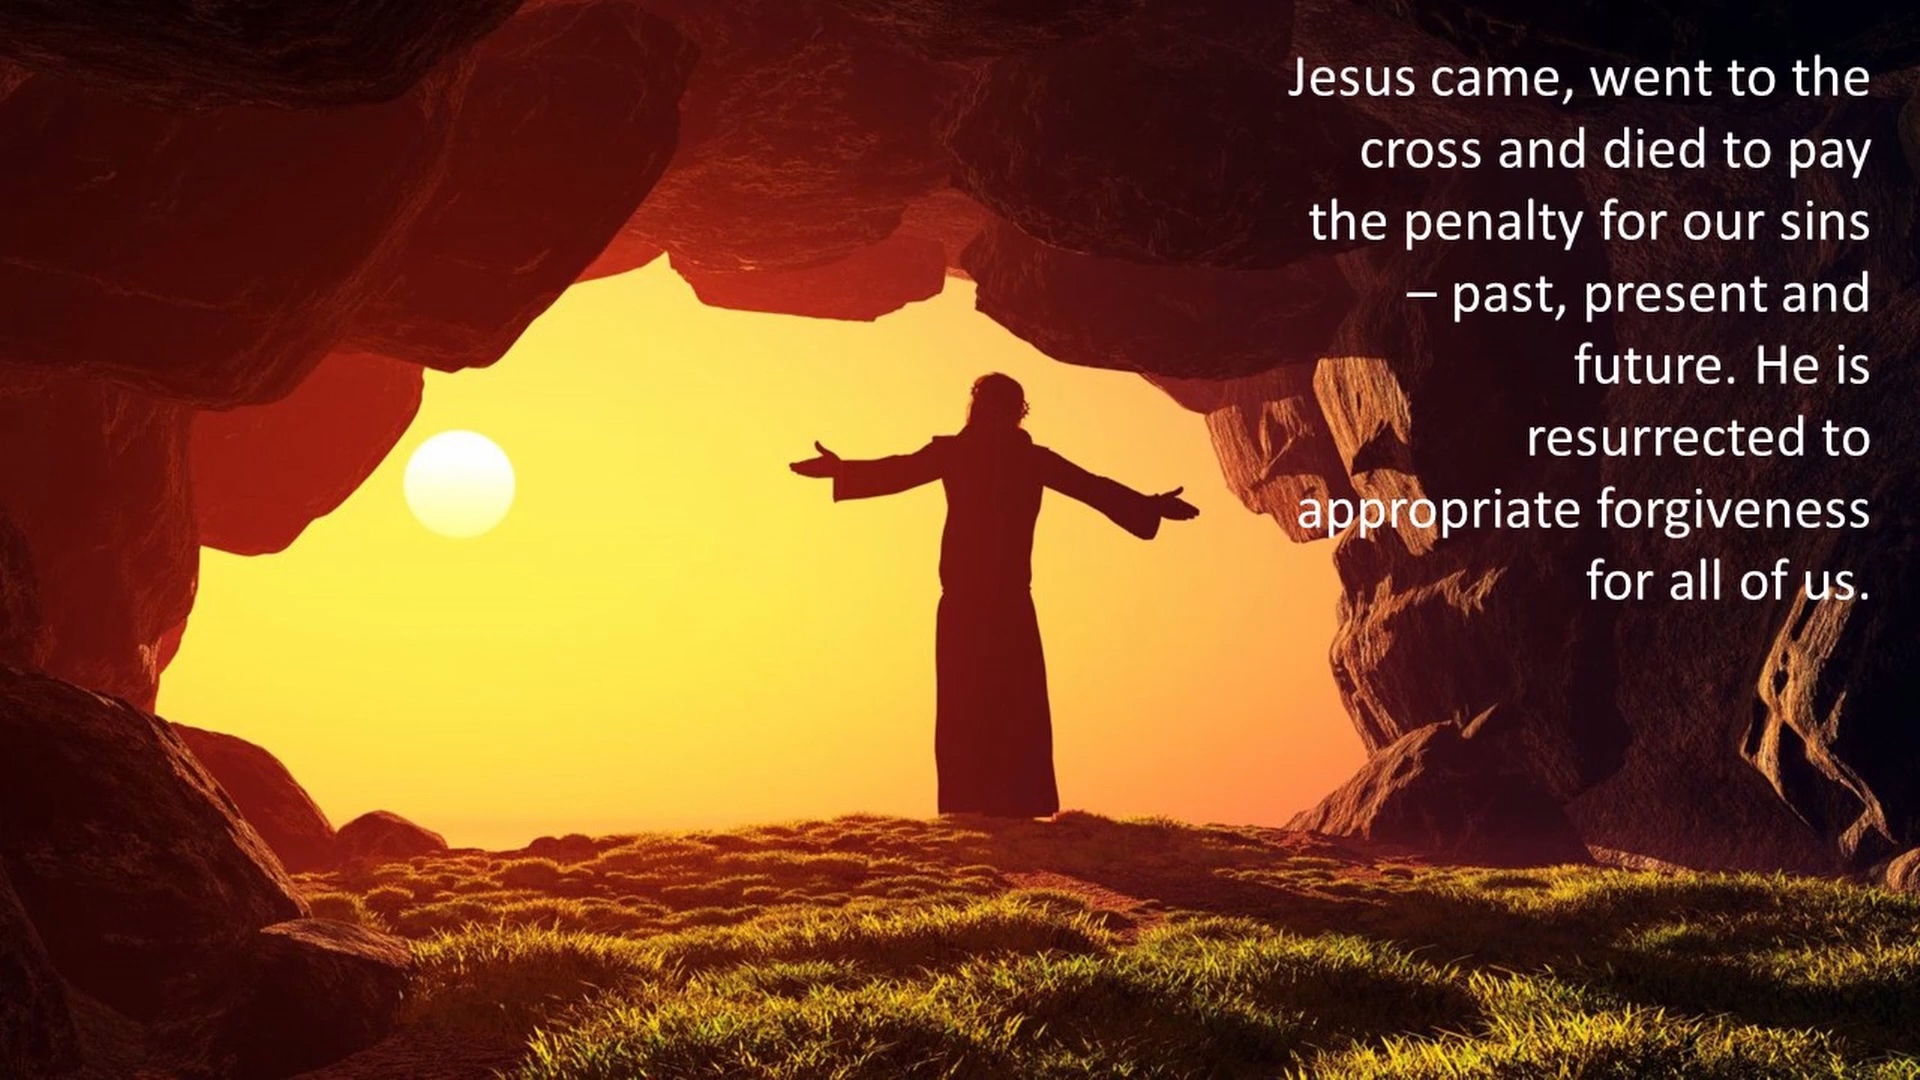 Jesus came, went to the
cross and died to pay
the penalty for our sins
– past, present and
future. He is
resurrected to
appropriate forgiveness
for all of us.